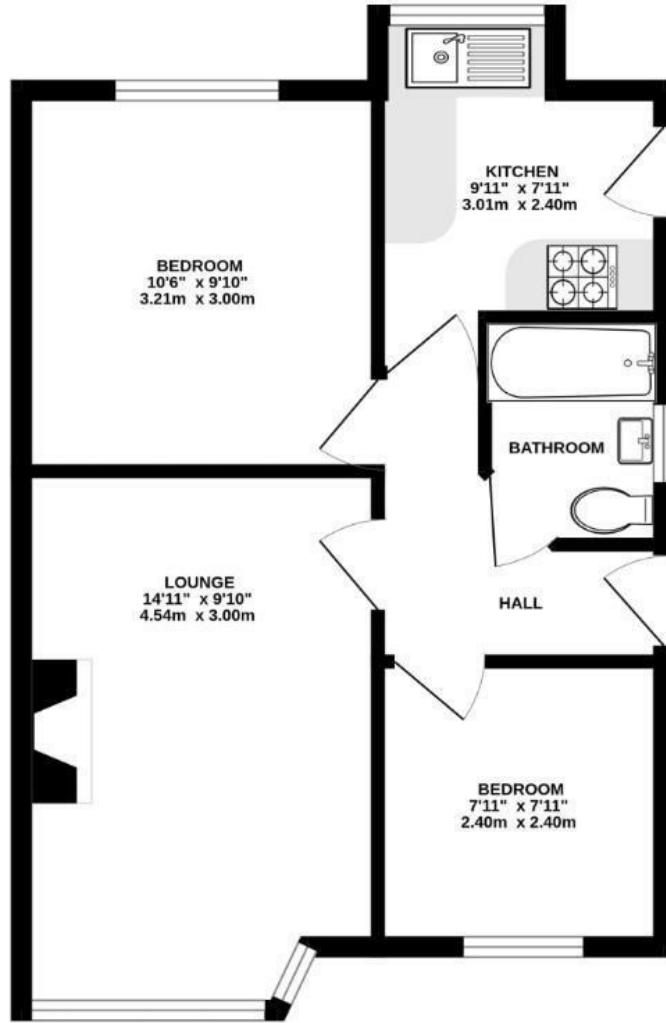 KITCHEN
9'11" x 7'11"
3.01m x 2.40m
BEDROOM
10'6" x 9'10"
3.21m x 3.00m
BATHROOM
LOUNGE
14'11" x 9'10"
4.54m x 3.00m
HALL
BEDROOM
7'11" x 7'11"
2.40m x 2.40m